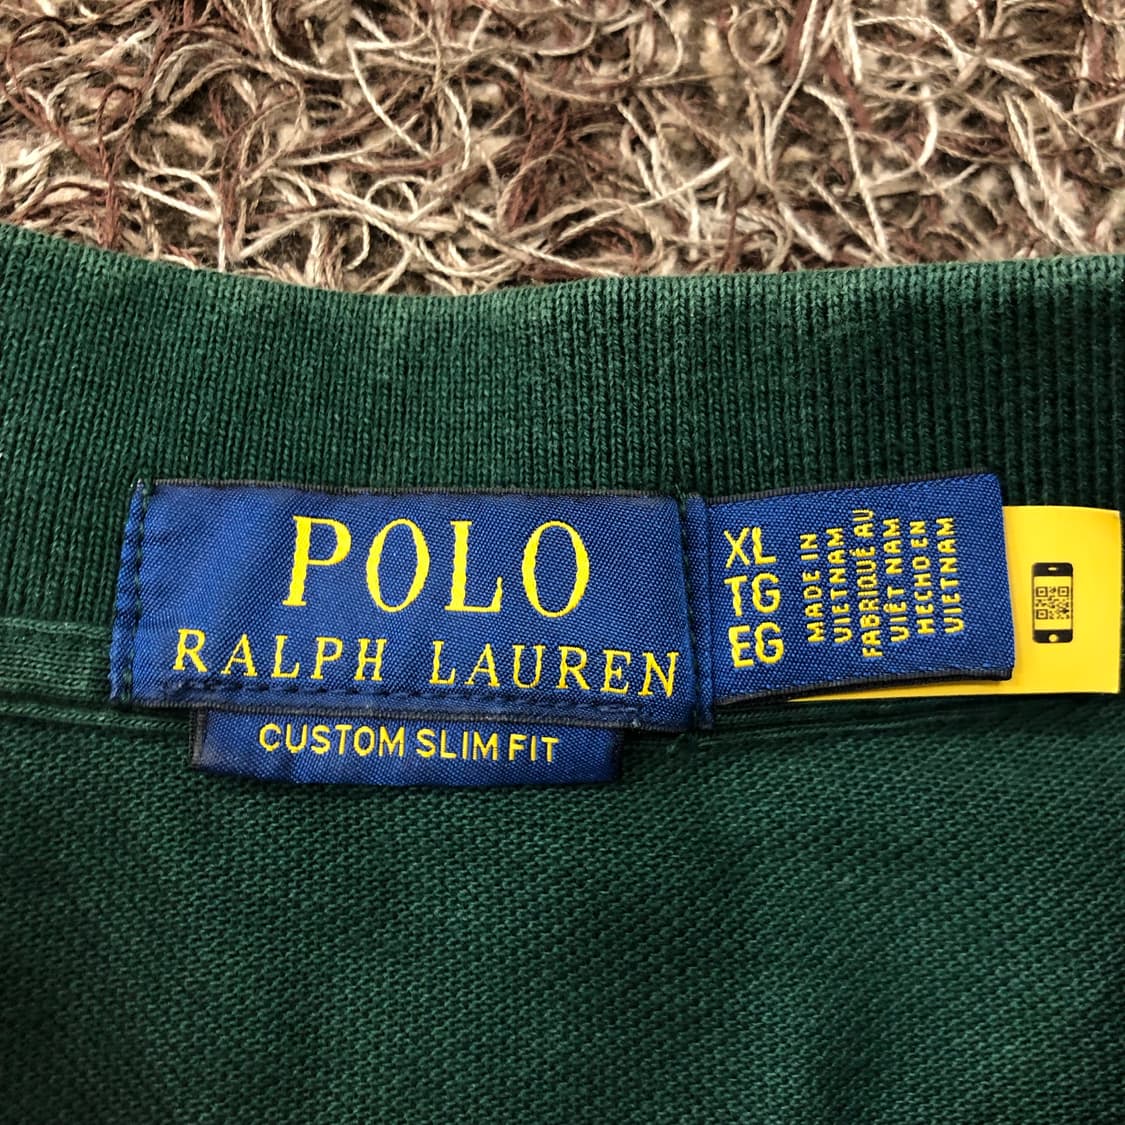 POLO
RALPH LAUREN
CUSTOM SLIM FIT
XL
TG
EG
MADE IN
VIETNAM
FABRIQUÉ AU
VIÊT NAM
HECHO EN
VIETNAM